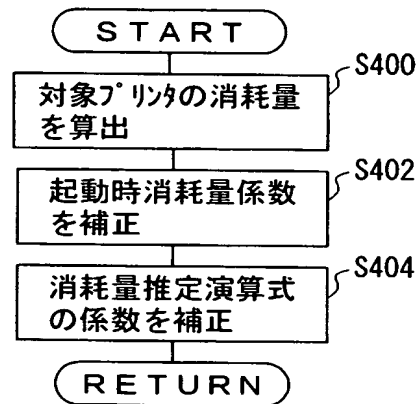 START
S400
対象プリンタの消耗量
を算出
S402
起動時消耗量係数
を補正
S404
消耗量推定演算式
の係数を補正
RETURN